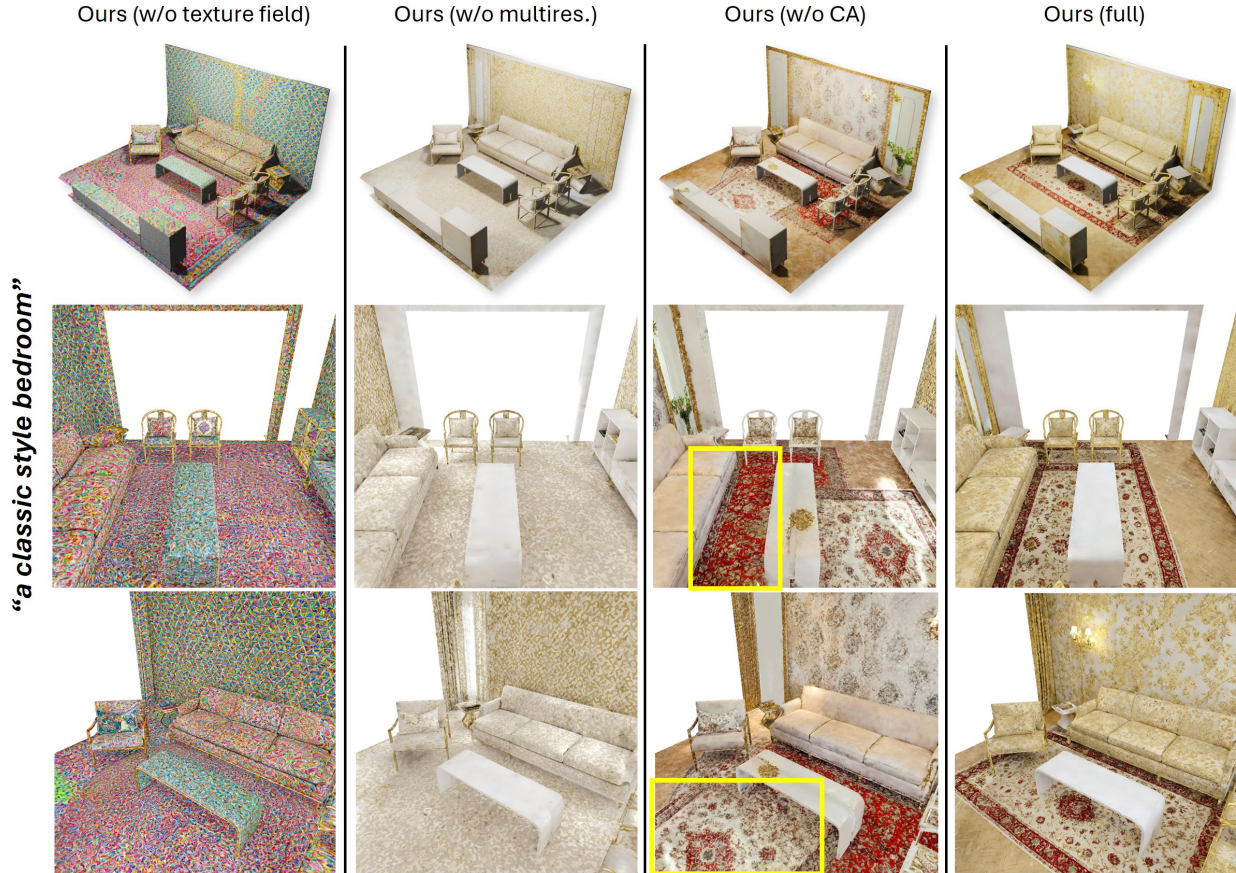 Ours (w/o texture field)
Ours (w/o multires.)
Ours (w/o CA)
Ours (full)
“a classic style bedroom”